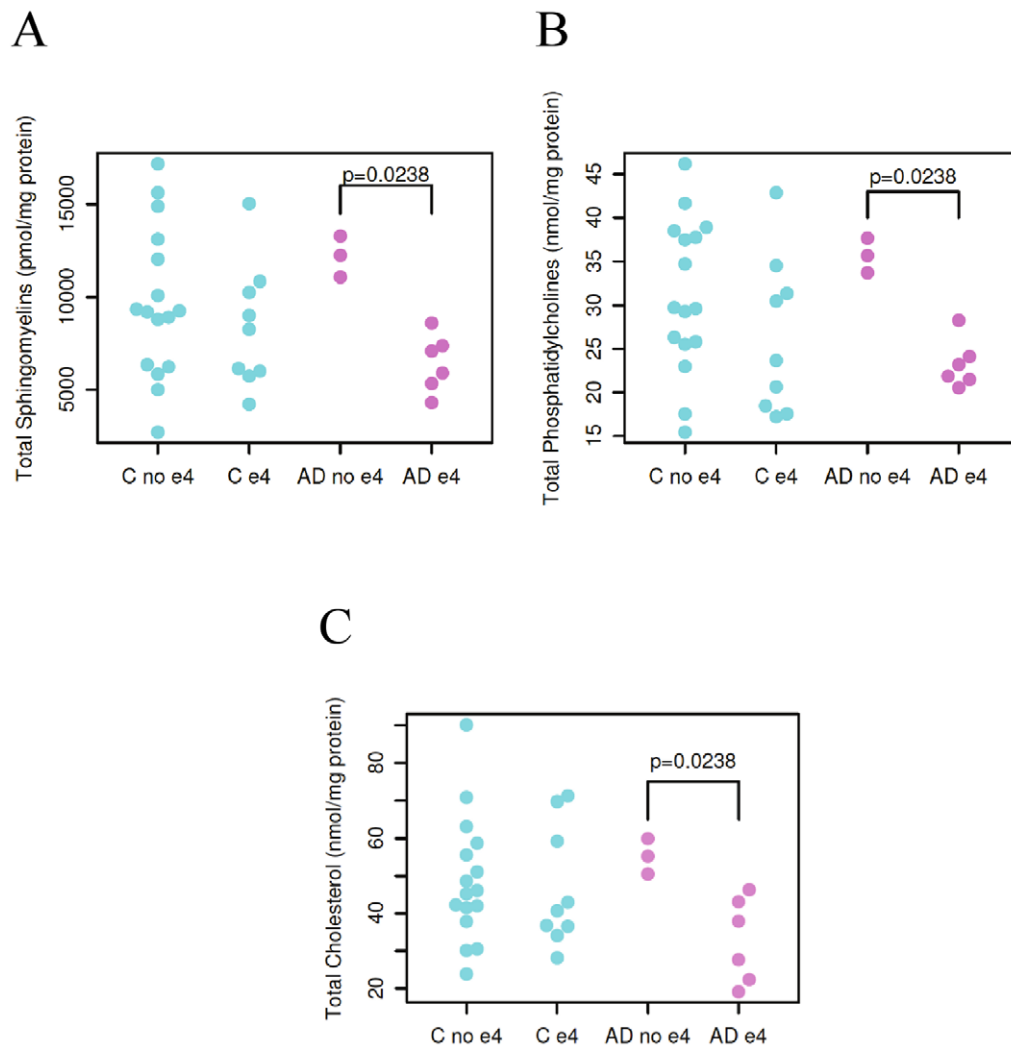 A
Total Sphingomyelins (pmol/mg protein)
15000
10000
5000
p=0.0238
C no e4 C e4 AD no e4 AD e4
B
Total Phosphatidylcholines (nmol/mg protein)
45
40
35
30
25
20
15
p=0.0238
C no e4 C e4 AD no e4 AD e4
C
Total Cholesterol (nmol/mg protein)
80
60
40
20
p=0.0238
C no e4 C e4 AD no e4 AD e4